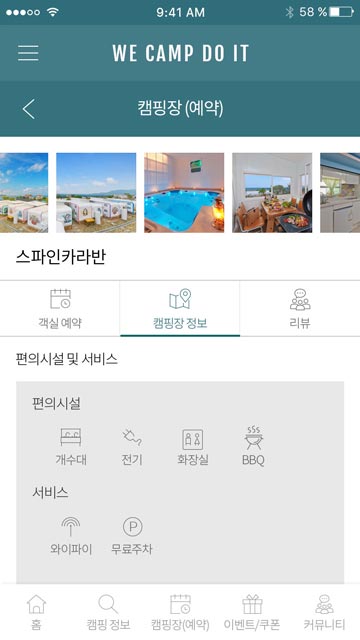 9:41 AM 58 %
WE CAMP DO IT
캠핑장 (예약)
스파인카라반
객실 예약 캠핑장 정보 리뷰
편의시설 및 서비스
편의시설
개수대 전기 화장실 BBQ
서비스
P
와이파이 무료주차
홈 캠핑 정보 캠핑장(예약) 이벤트/쿠폰 커뮤니티